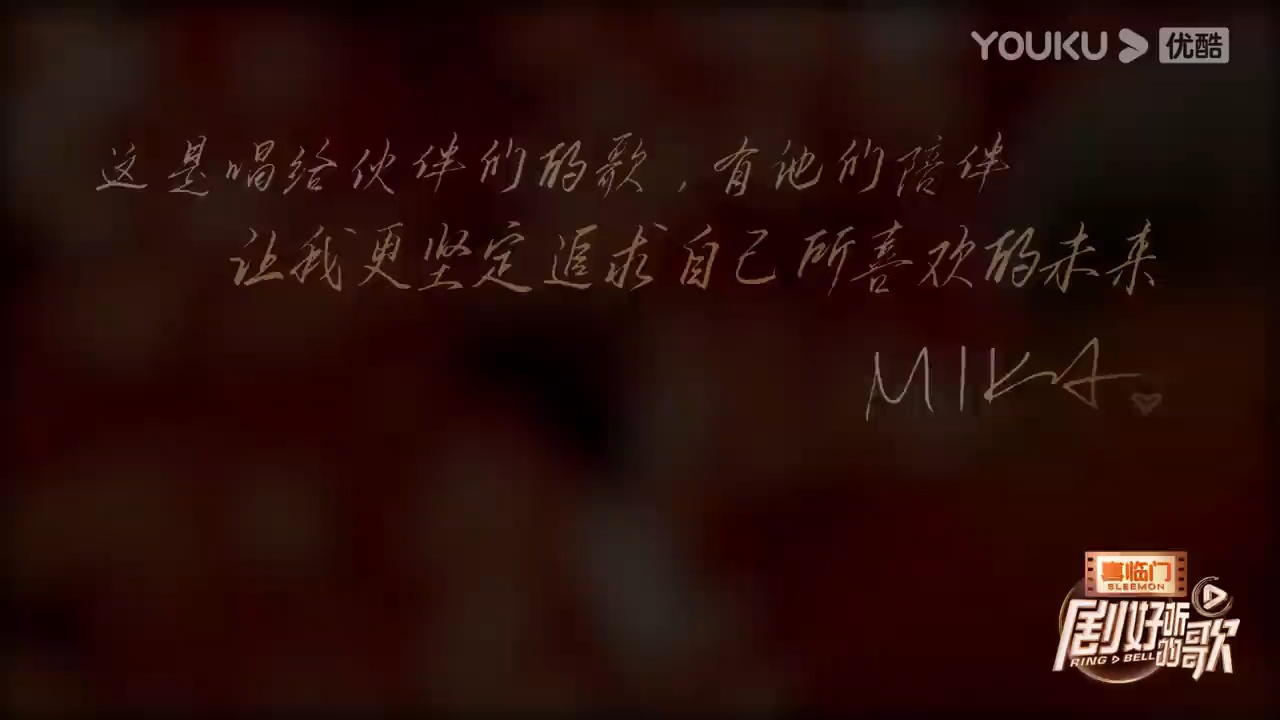 YOUKU 优酷
这是唱给伙伴们的歌，有他们陪伴
让我更坚定追求自己所喜欢的未来
MIKA
喜临门
SLEEMON
剧好听的歌
RING BELL